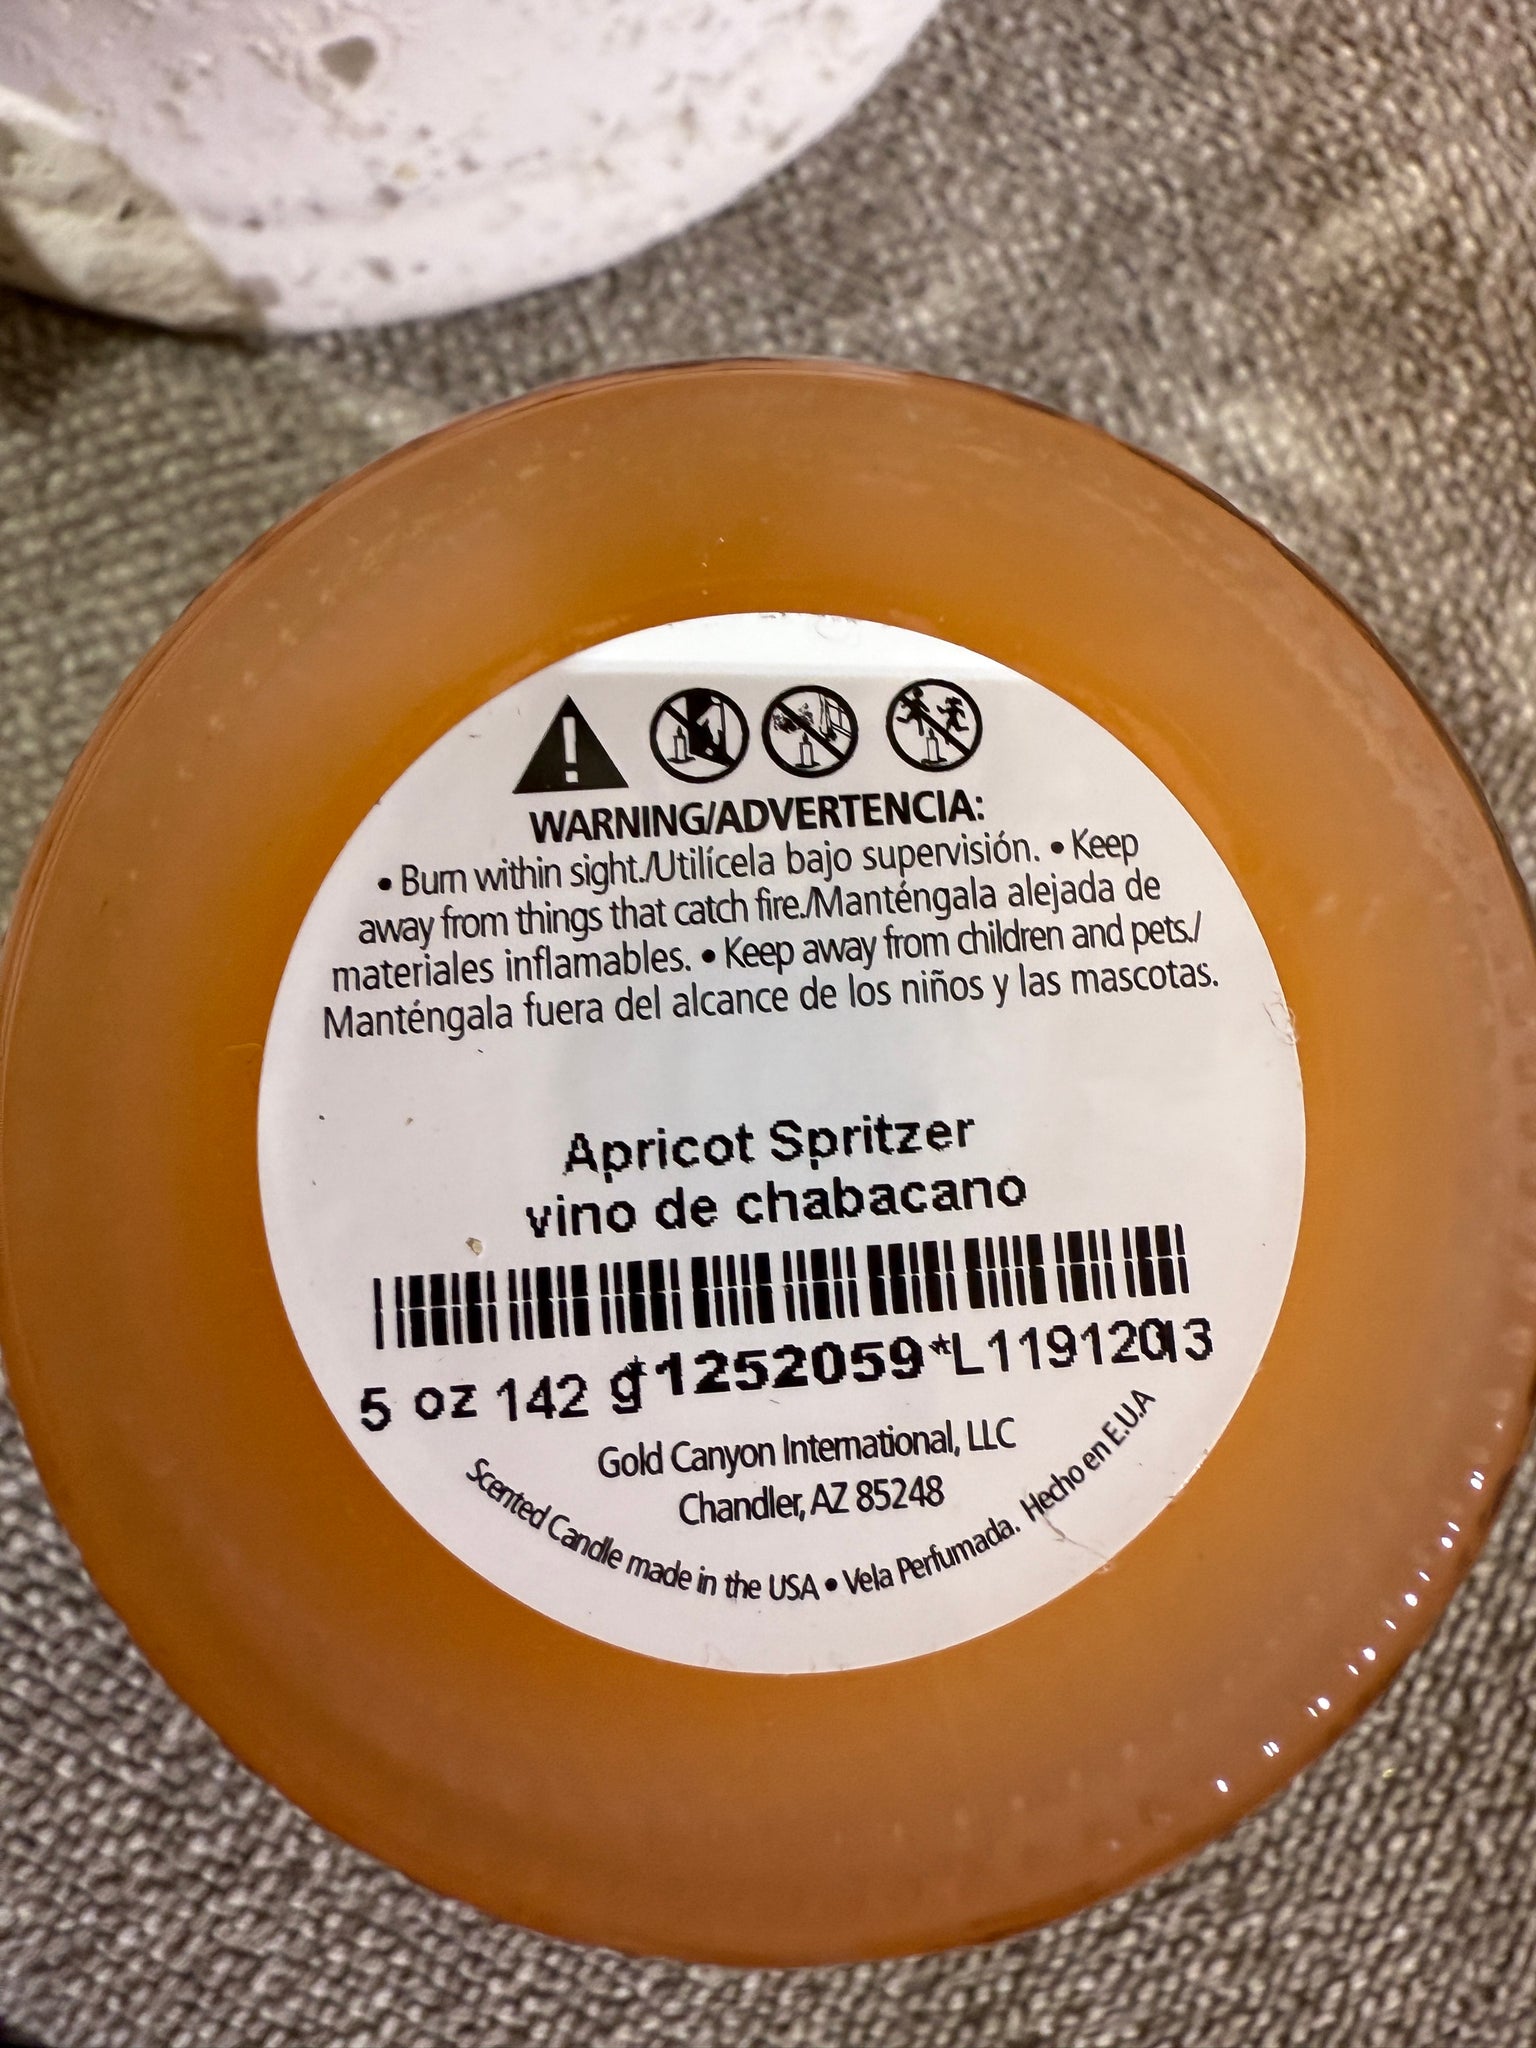 WARNING/ADVERTENCIA:
• Burn within sight./Utilícela bajo supervisión. • Keep
away from things that catch fire./Manténgala alejada de
materiales inflamables. • Keep away from children and pets./
Manténgala fuera del alcance de los niños y las mascotas.
Apricot Spritzer
vino de chabacano
5 oz 142 g *1252059*
Gold Canyon International, LLC
Chandler, AZ 85248
Scented Candle made in the USA • Vela Perfumada. Hecho en E.U.A